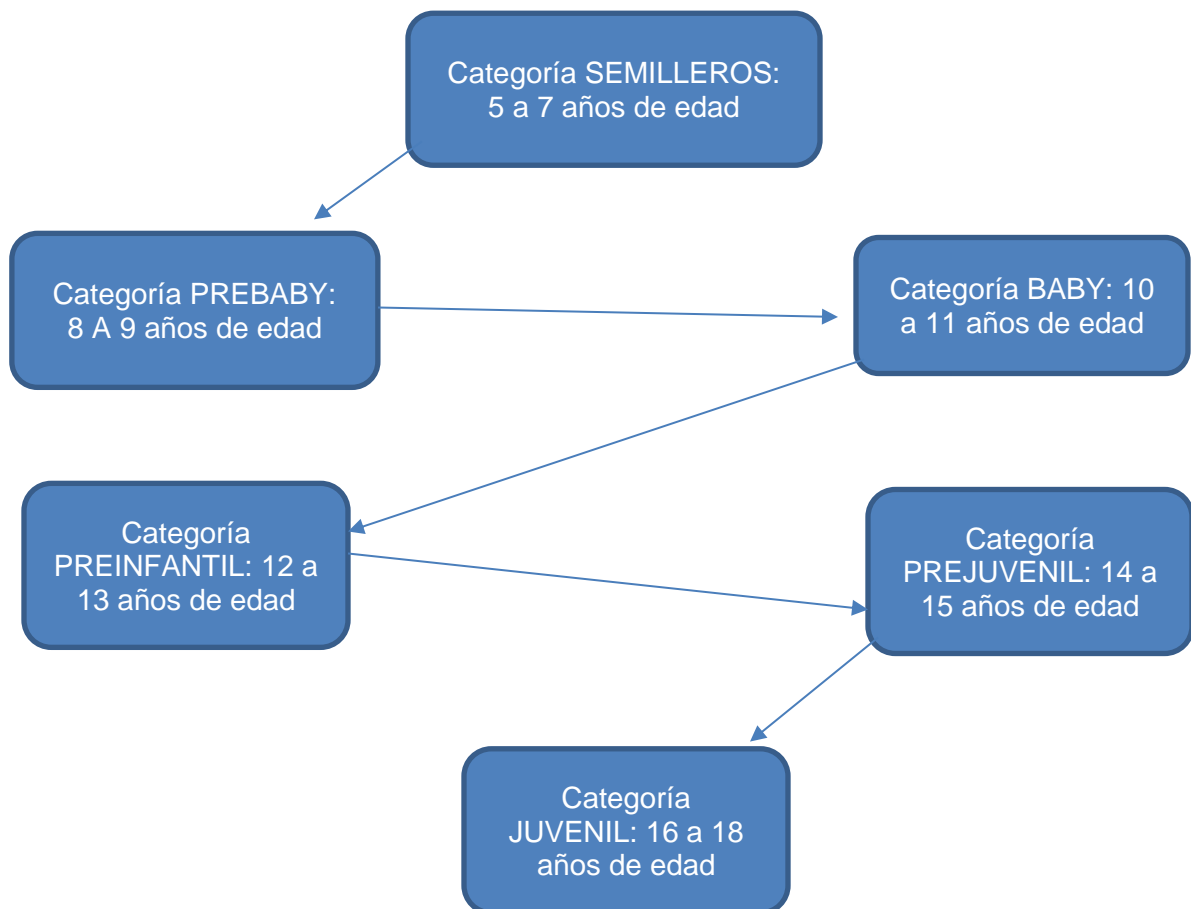 Categoría SEMILLEROS:
5 a 7 años de edad
Categoría PREBABY:
8 A 9 años de edad
Categoría BABY: 10
a 11 años de edad
Categoría
PREINFANTIL: 12 a
13 años de edad
Categoría
PREJUVENIL: 14 a
15 años de edad
Categoría
JUVENIL: 16 a 18
años de edad